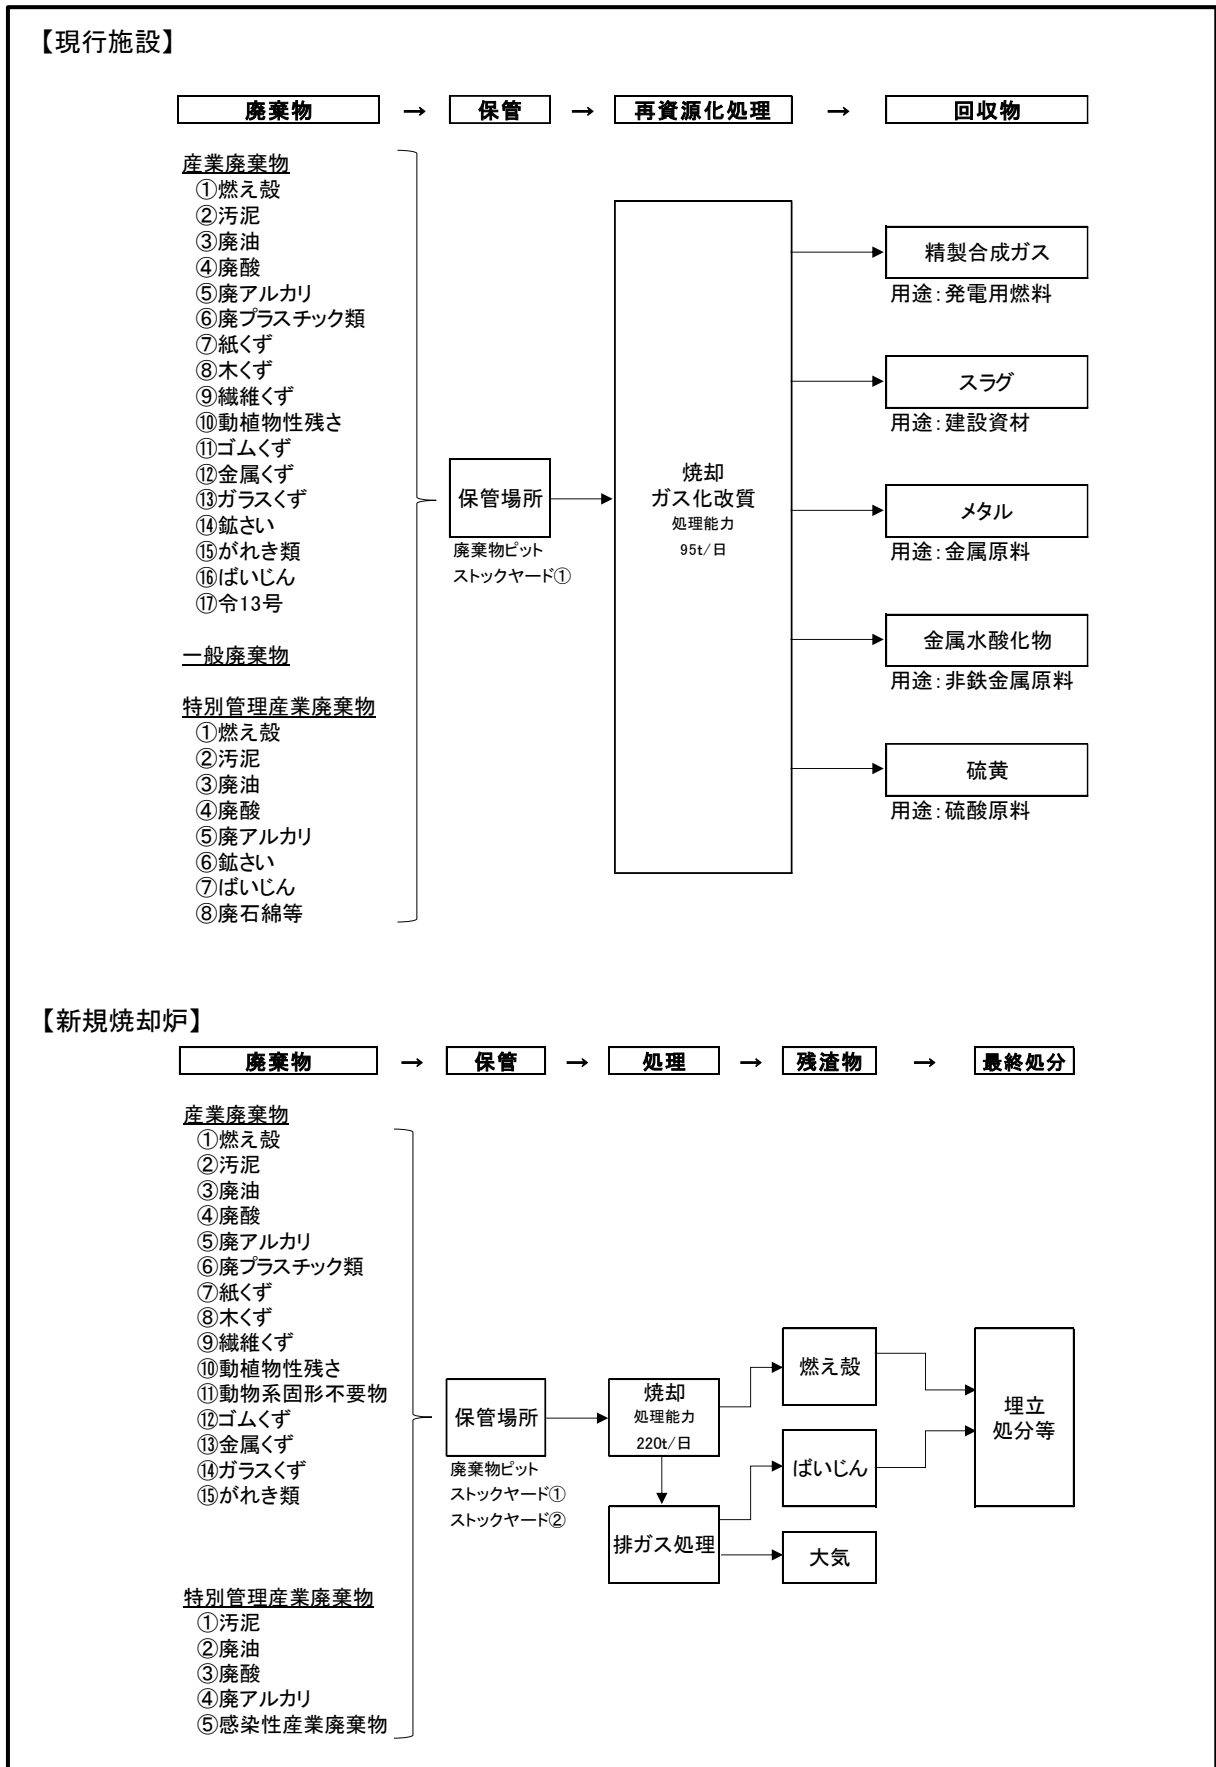 【現行施設】
廃棄物 → 保管 → 再資源化処理 → 回収物
産業廃棄物
①燃え殻
②汚泥
③廃油
④廃酸
⑤廃アルカリ
⑥廃プラスチック類
⑦紙くず
⑧木くず
⑨繊維くず
⑩動植物性残さ
⑪ゴムくず
⑫金属くず
⑬ガラスくず
⑭鉱さい
⑮がれき類
⑯ばいじん
⑰令13号
一般廃棄物
特別管理産業廃棄物
①燃え殻
②汚泥
③廃油
④廃酸
⑤廃アルカリ
⑥鉱さい
⑦ばいじん
⑧廃石綿等
保管場所
廃棄物ピット
ストックヤード①
焼却
ガス化改質
処理能力
95t/日
精製合成ガス
用途：発電用燃料
スラグ
用途：建設資材
メタル
用途：金属原料
金属水酸化物
用途：非鉄金属原料
硫黄
用途：硫酸原料
【新規焼却炉】
廃棄物 → 保管 → 処理 → 残渣物 → 最終処分
産業廃棄物
①燃え殻
②汚泥
③廃油
④廃酸
⑤廃アルカリ
⑥廃プラスチック類
⑦紙くず
⑧木くず
⑨繊維くず
⑩動植物性残さ
⑪動物系固形不要物
⑫ゴムくず
⑬金属くず
⑭ガラスくず
⑮がれき類
特別管理産業廃棄物
①汚泥
②廃油
③廃酸
④廃アルカリ
⑤感染性産業廃棄物
保管場所
廃棄物ピット
ストックヤード①
ストックヤード②
焼却
処理能力
220t/日
排ガス処理
燃え殻
ばいじん
大気
埋立
処分等